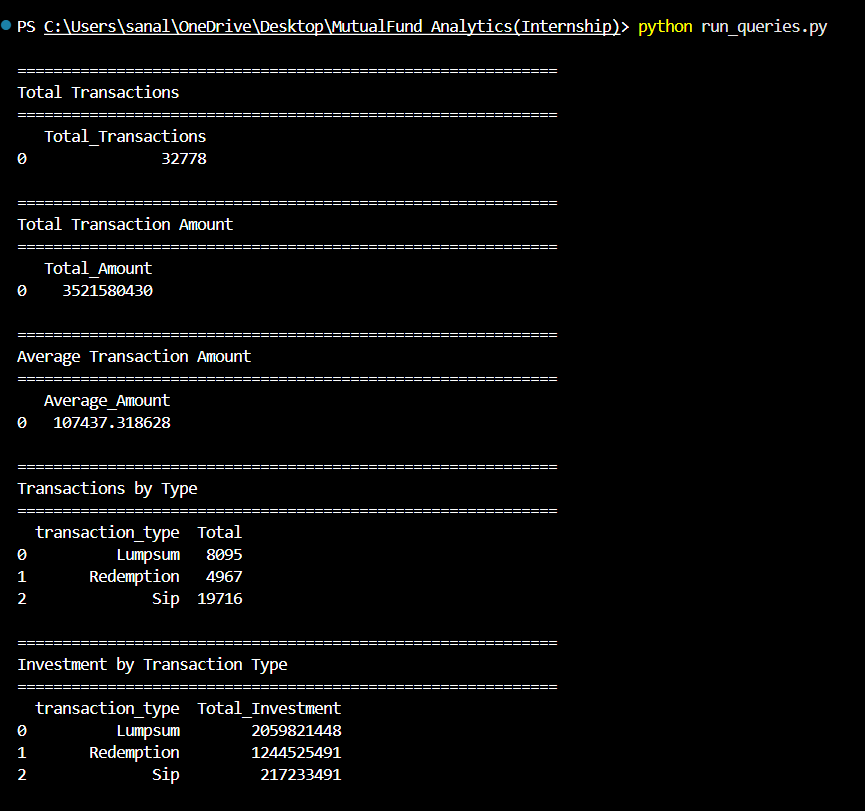 PS C:\Users\sanal\OneDrive\Desktop\MutualFund Analytics(Internship)> python run_queries.py
============================================================
Total Transactions
============================================================
   Total_Transactions
0               32778
============================================================
Total Transaction Amount
============================================================
   Total_Amount
0    3521580430
============================================================
Average Transaction Amount
============================================================
   Average_Amount
0   107437.318628
============================================================
Transactions by Type
============================================================
  transaction_type  Total
0          Lumpsum   8095
1       Redemption   4967
2              Sip  19716
============================================================
Investment by Transaction Type
============================================================
  transaction_type  Total_Investment
0          Lumpsum        2059821448
1       Redemption        1244525491
2              Sip         217233491